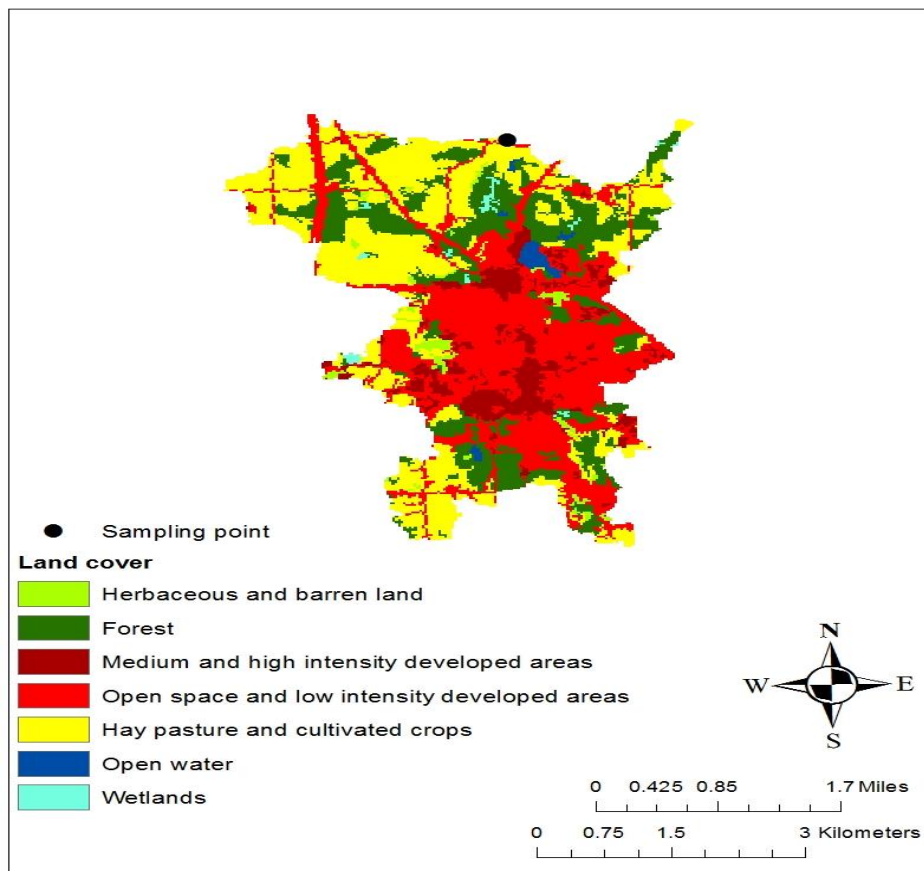 Sampling point
Land cover
Herbaceous and barren land
Forest
Medium and high intensity developed areas
Open space and low intensity developed areas
Hay pasture and cultivated crops
Open water
Wetlands
N
W E
S
0 0.425 0.85 1.7 Miles
0 0.75 1.5 3 Kilometers